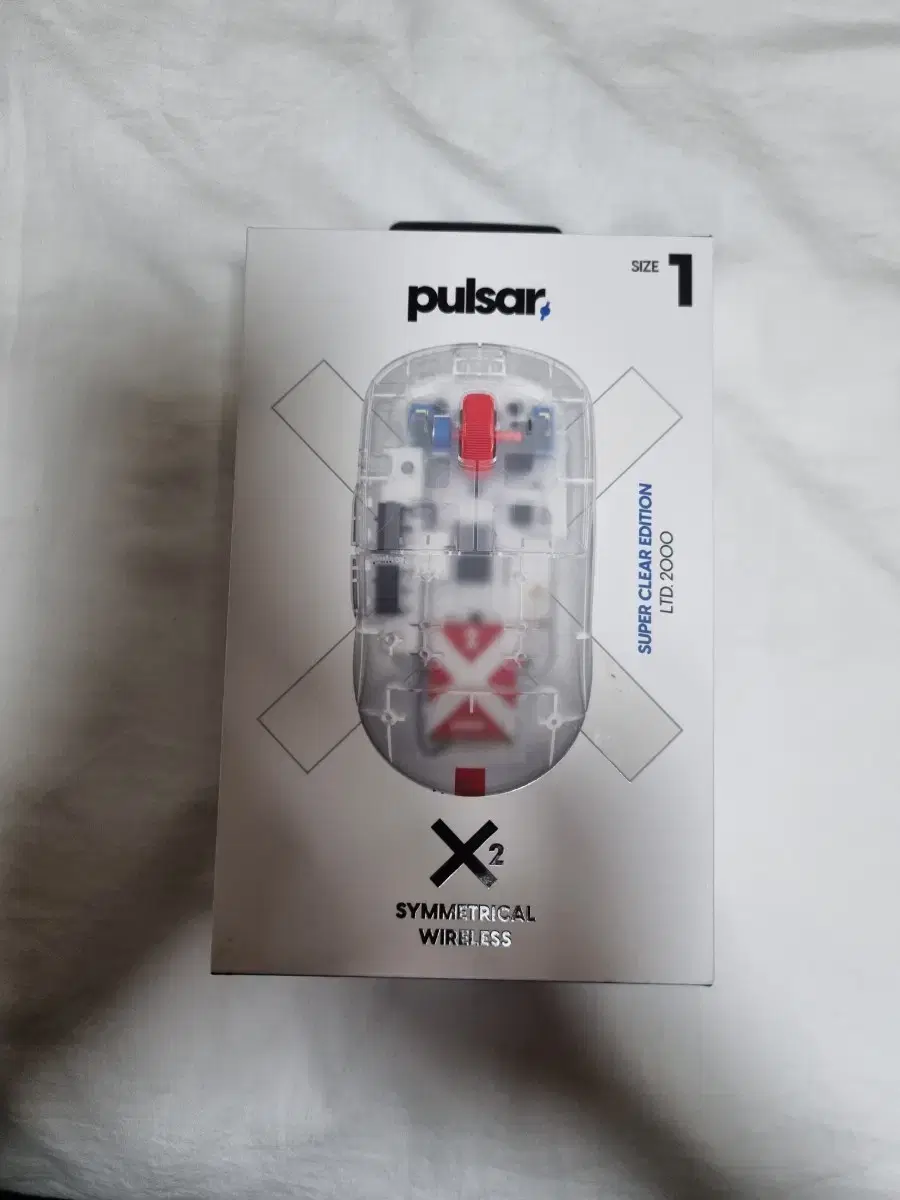 SIZE 1
pulsar
SUPER CLEAR EDITION
LTD. 2000
X2
SYMMETRICAL
WIRELESS